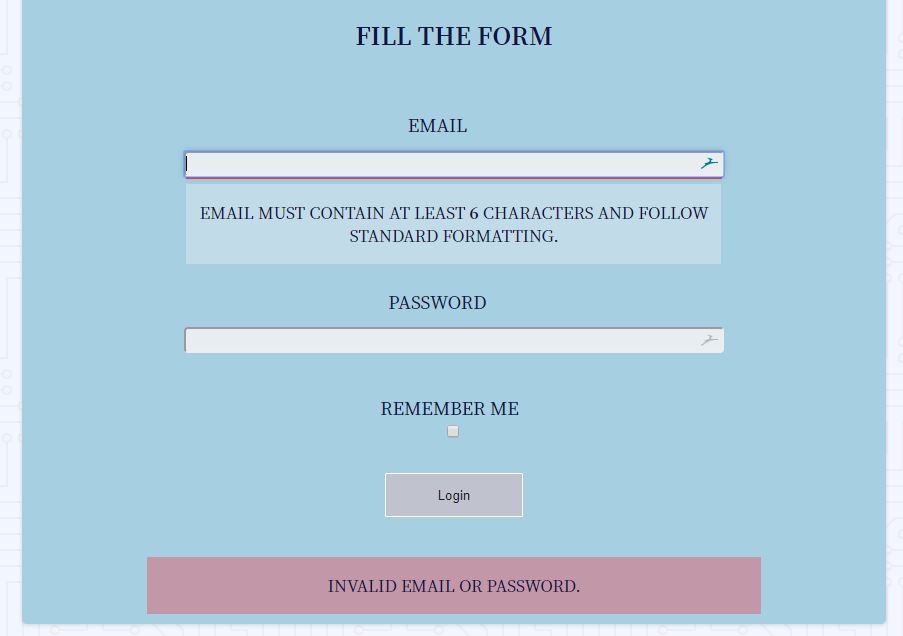 FILL THE FORM
EMAIL
EMAIL MUST CONTAIN AT LEAST 6 CHARACTERS AND FOLLOW
STANDARD FORMATTING.
PASSWORD
REMEMBER ME
Login
INVALID EMAIL OR PASSWORD.